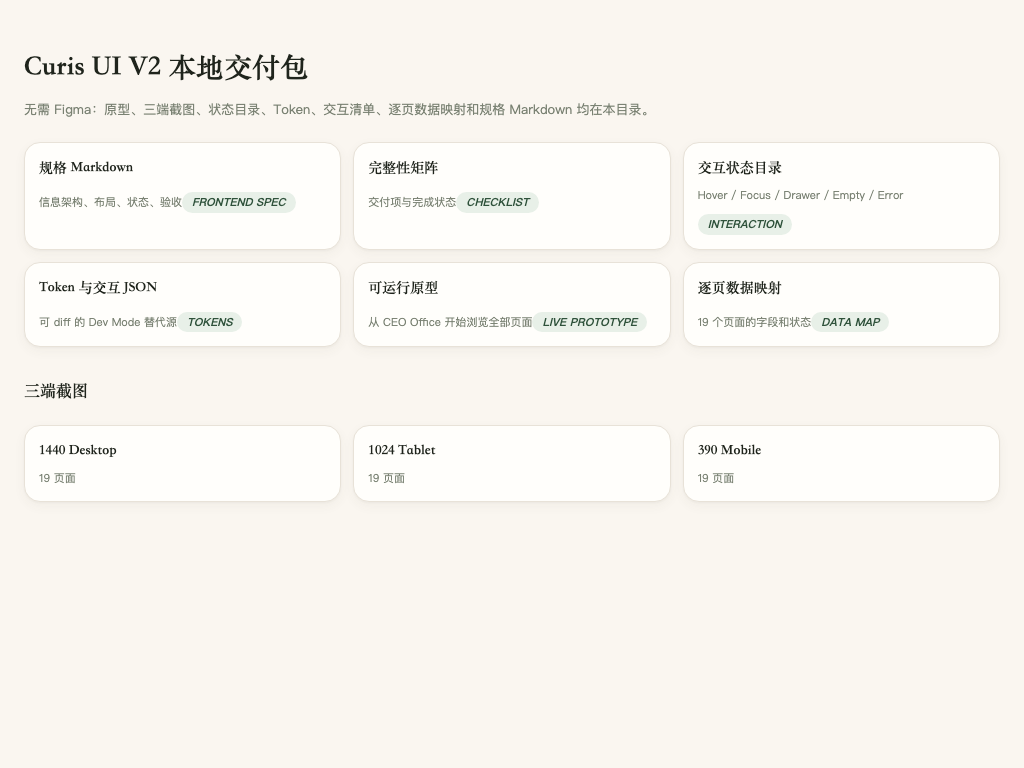 Curis UI V2 本地交付包
无需 Figma：原型、三端截图、状态目录、Token、交互清单、逐页数据映射和规格 Markdown 均在本目录。
规格 Markdown
信息架构、布局、状态、验收 FRONTEND SPEC
完整性矩阵
交付项与完成状态 CHECKLIST
交互状态目录
Hover / Focus / Drawer / Empty / Error
INTERACTION
Token 与交互 JSON
可 diff 的 Dev Mode 替代源 TOKENS
可运行原型
从 CEO Office 开始浏览全部页面 LIVE PROTOTYPE
逐页数据映射
19 个页面的字段和状态 DATA MAP
三端截图
1440 Desktop
19 页面
1024 Tablet
19 页面
390 Mobile
19 页面